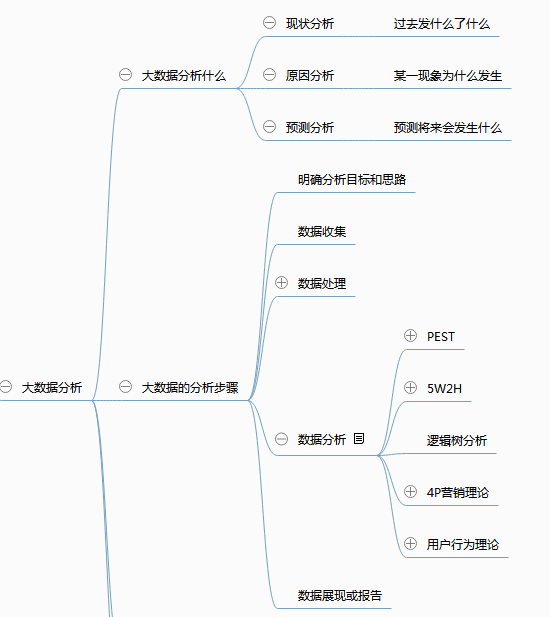 现状分析 过去发什么了什么
大数据分析什么 原因分析 某一现象为什么发生
预测分析 预测将来会发生什么
明确分析目标和思路
数据收集
数据处理
PEST
大数据分析 大数据的分析步骤 5W2H
数据分析 逻辑树分析
4P营销理论
用户行为理论
数据展现或报告